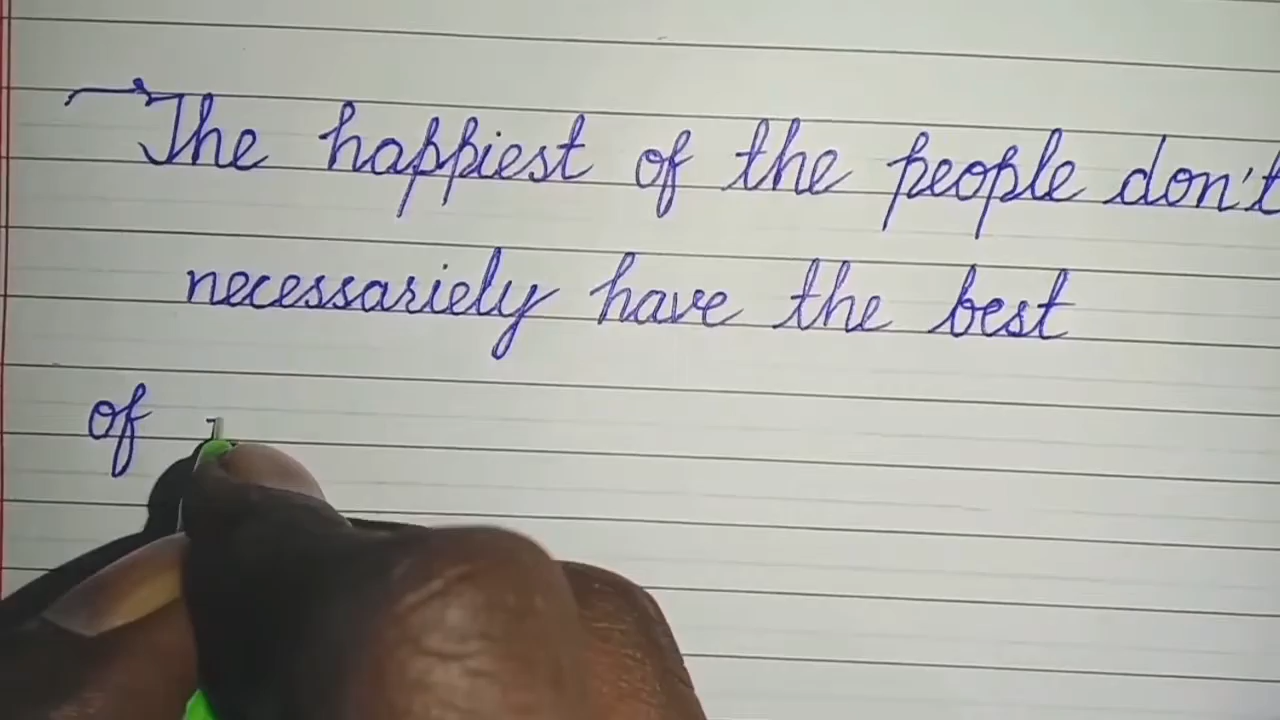 The happiest of the people don't
necessariely have the best
of